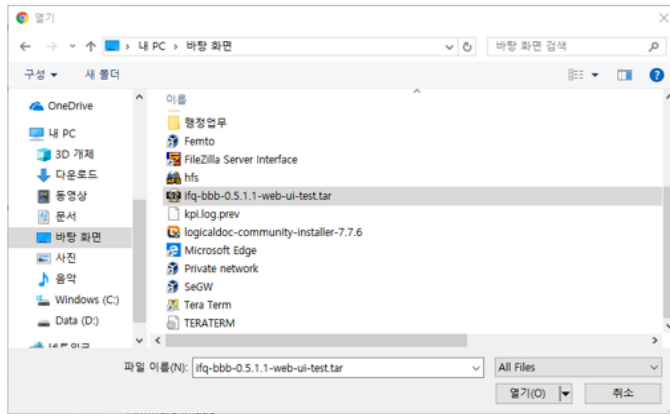 열기
내 PC > 바탕 화면
바탕 화면 검색
구성
새 폴더
OneDrive
내 PC
3D 개체
다운로드
동영상
문서
바탕 화면
사진
음악
Windows (C:)
Data (D:)
이름
행정업무
Femto
FileZilla Server Interface
hfs
ifq-bbb-0.5.1.1-web-ui-test.tar
kpi.log.prev
logicaldoc-community-installer-7.7.6
Microsoft Edge
Private network
SeGW
Tera Term
TERATERM
파일 이름(N): ifq-bbb-0.5.1.1-web-ui-test.tar
All Files
열기(O)
취소